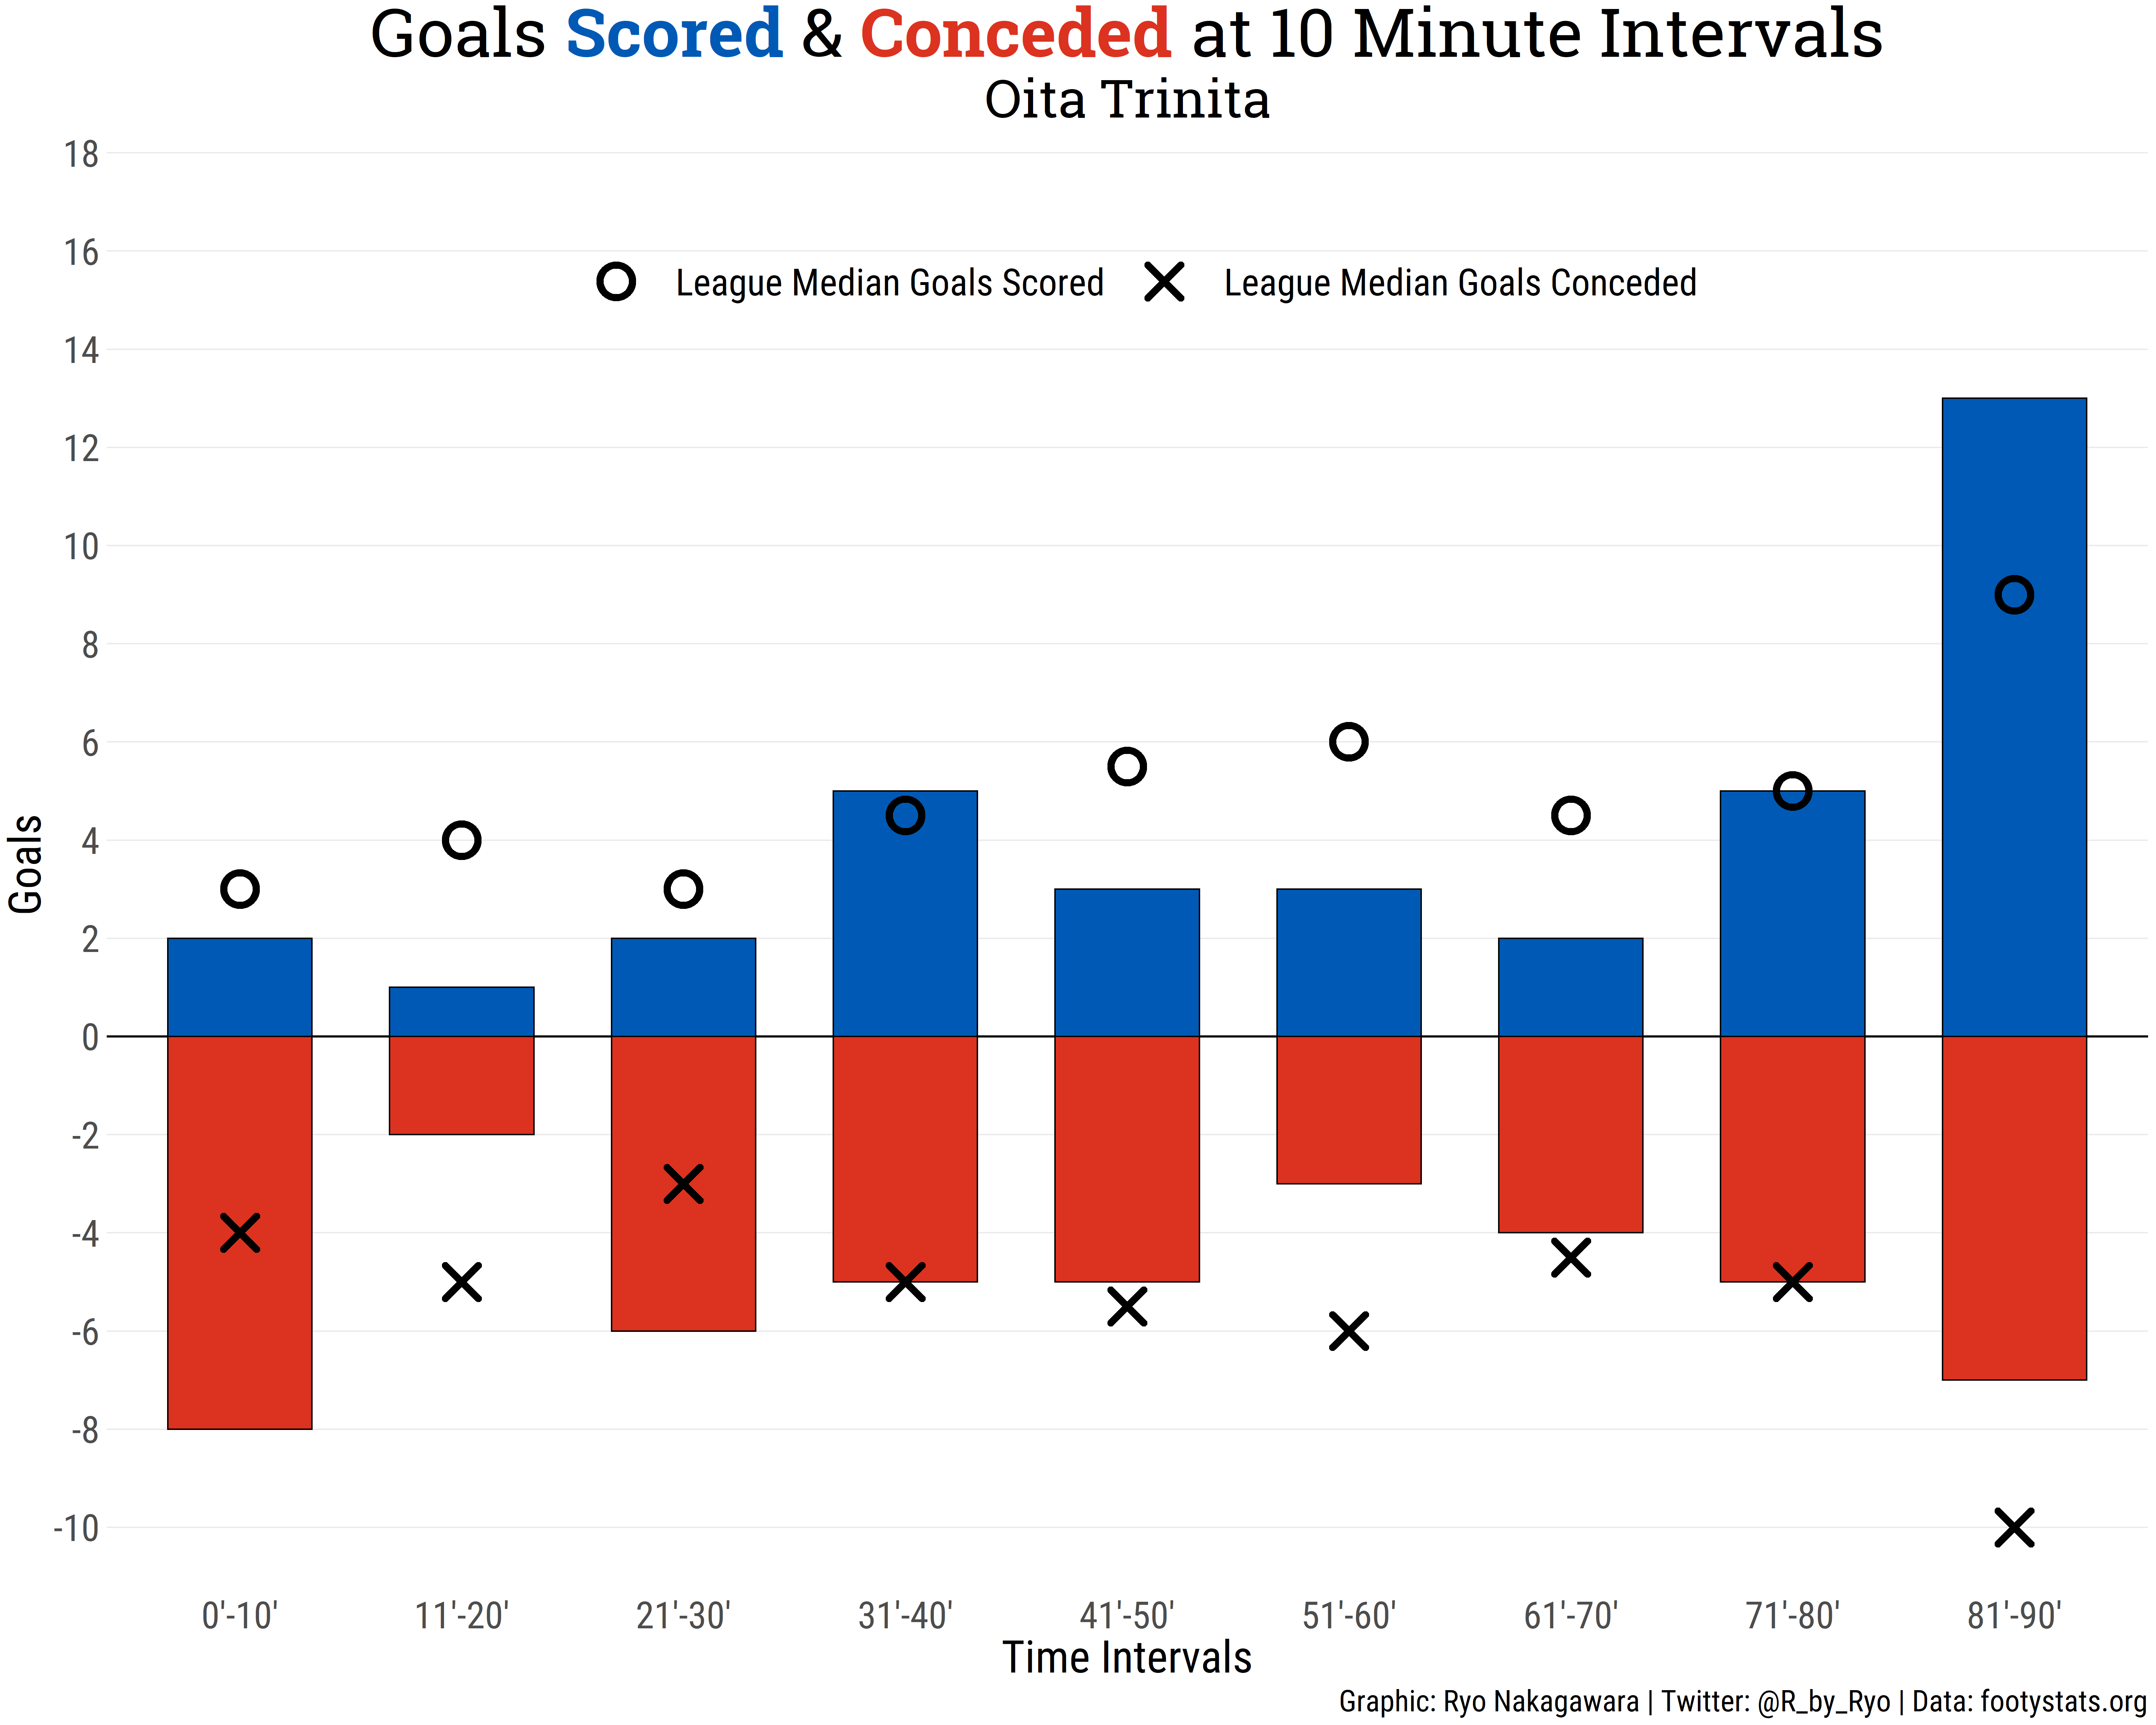 Goals Scored & Conceded at 10 Minute Intervals
Oita Trinita
18
16
League Median Goals Scored League Median Goals Conceded
14
12
10
8
6
4
2
0
-2
-4
-6
-8
-10
Goals
0'-10' 11'-20' 21'-30' 31'-40' 41'-50' 51'-60' 61'-70' 71'-80' 81'-90'
Time Intervals
Graphic: Ryo Nakagawara | Twitter: @R_by_Ryo | Data: footystats.org